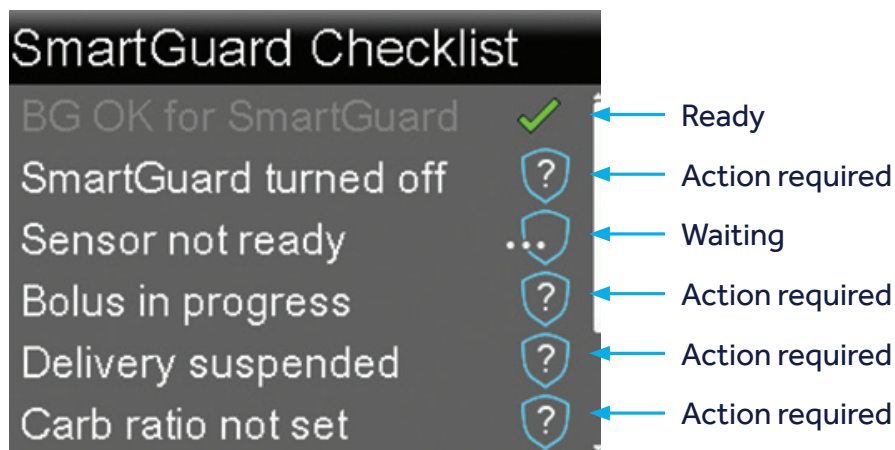 SmartGuard Checklist
BG OK for SmartGuard Ready
SmartGuard turned off ? Action required
Sensor not ready ... Waiting
Bolus in progress ? Action required
Delivery suspended ? Action required
Carb ratio not set ? Action required